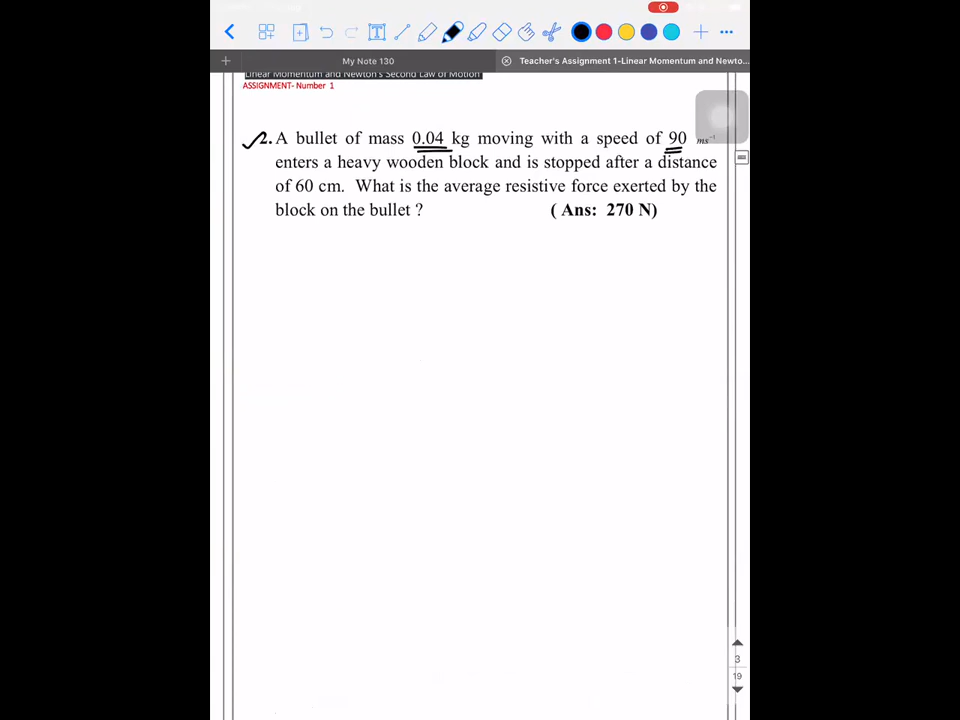 My Note 130
Teacher's Assignment 1-Linear Momentum and Newto...
Linear Momentum and Newton's Second Law of Motion
ASSIGNMENT- Number 1
2. A bullet of mass 0.04 kg moving with a speed of 90 ms⁻¹
enters a heavy wooden block and is stopped after a distance
of 60 cm. What is the average resistive force exerted by the
block on the bullet ? ( Ans: 270 N)
3
19